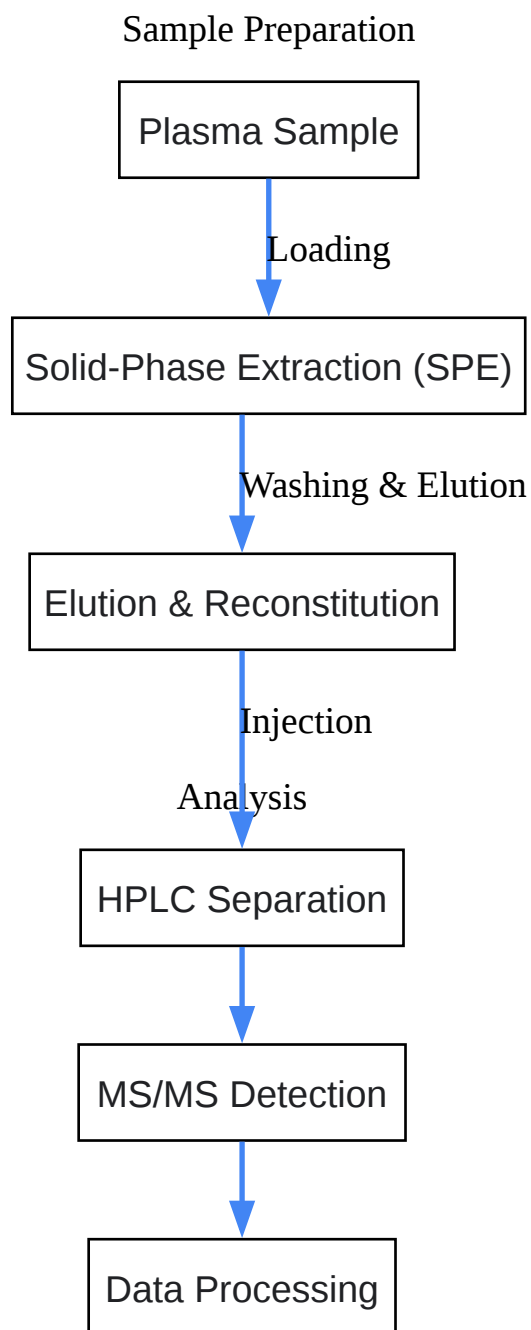 Sample Preparation
Plasma Sample
Loading
Solid-Phase Extraction (SPE)
Washing & Elution
Elution & Reconstitution
Injection
Analysis
HPLC Separation
MS/MS Detection
Data Processing